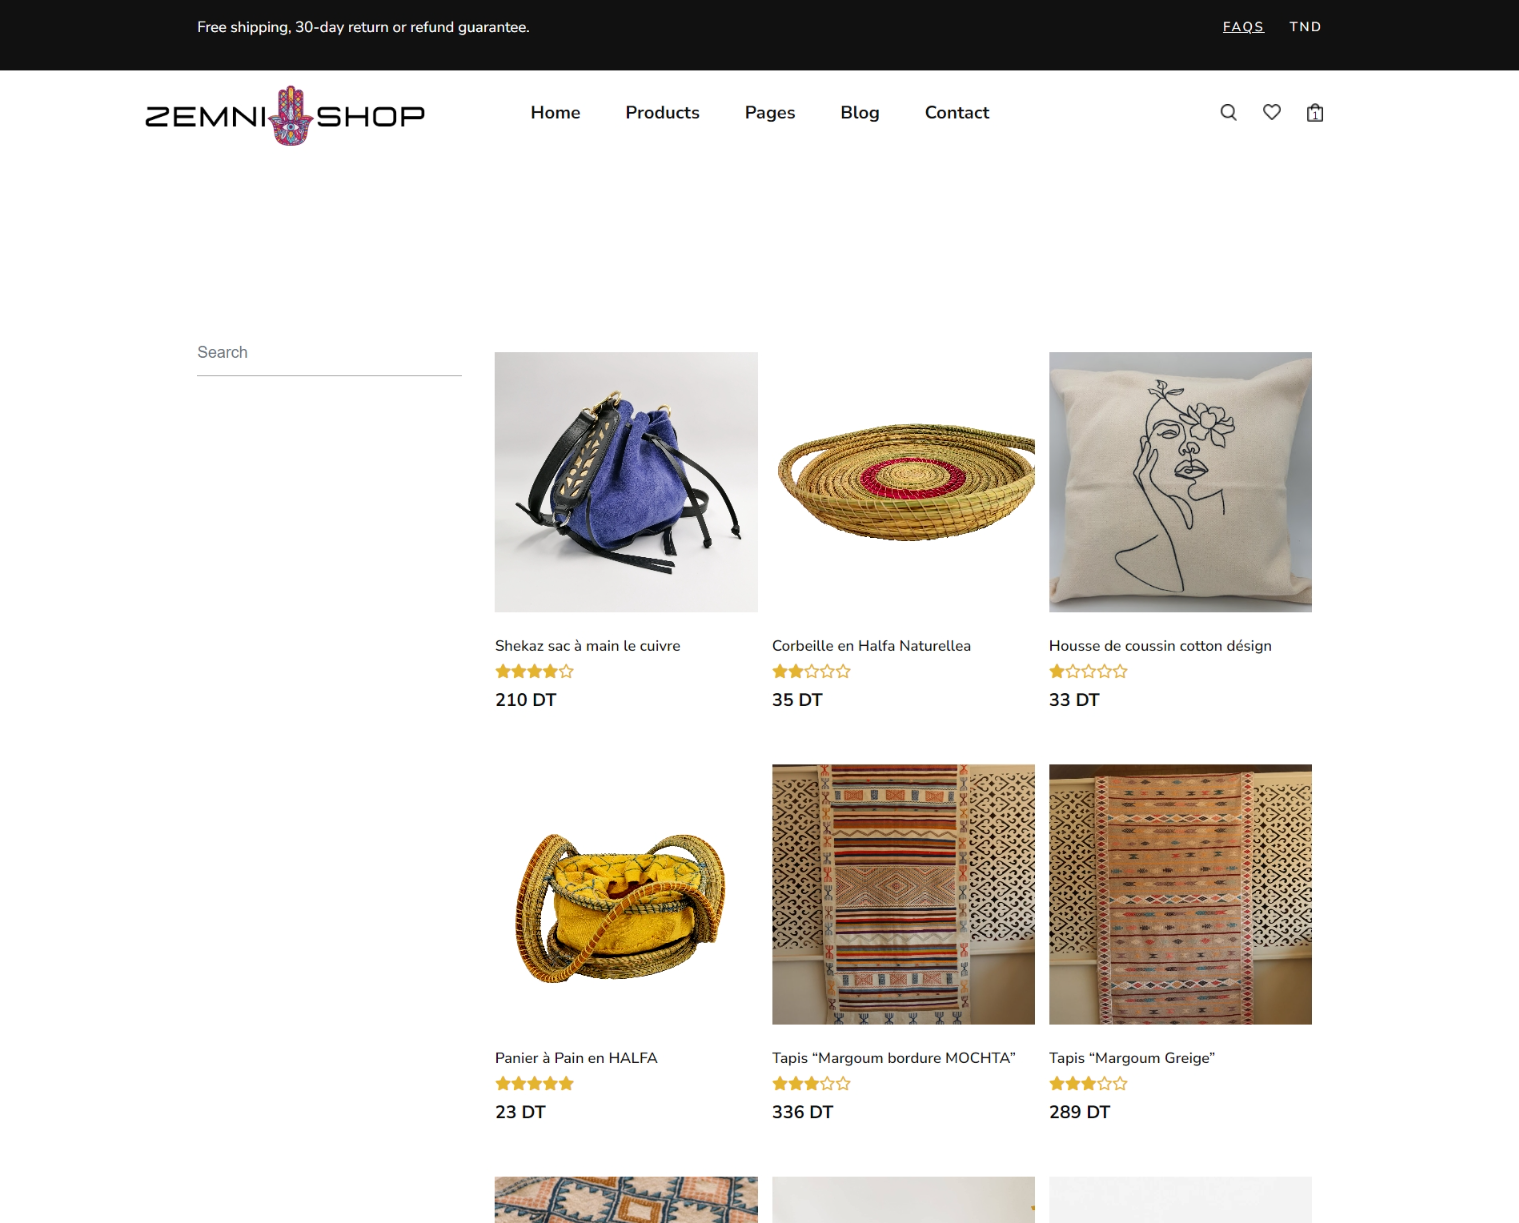 Free shipping, 30-day return or refund guarantee.
FAQS TND
ZEMNI SHOP
Home Products Pages Blog Contact
1
Search
Shekaz sac à main le cuivre
210 DT
Corbeille en Halfa Naturellea
35 DT
Housse de coussin cotton désign
33 DT
Panier à Pain en HALFA
23 DT
Tapis “Margoum bordure MOCHTA”
336 DT
Tapis “Margoum Greige”
289 DT